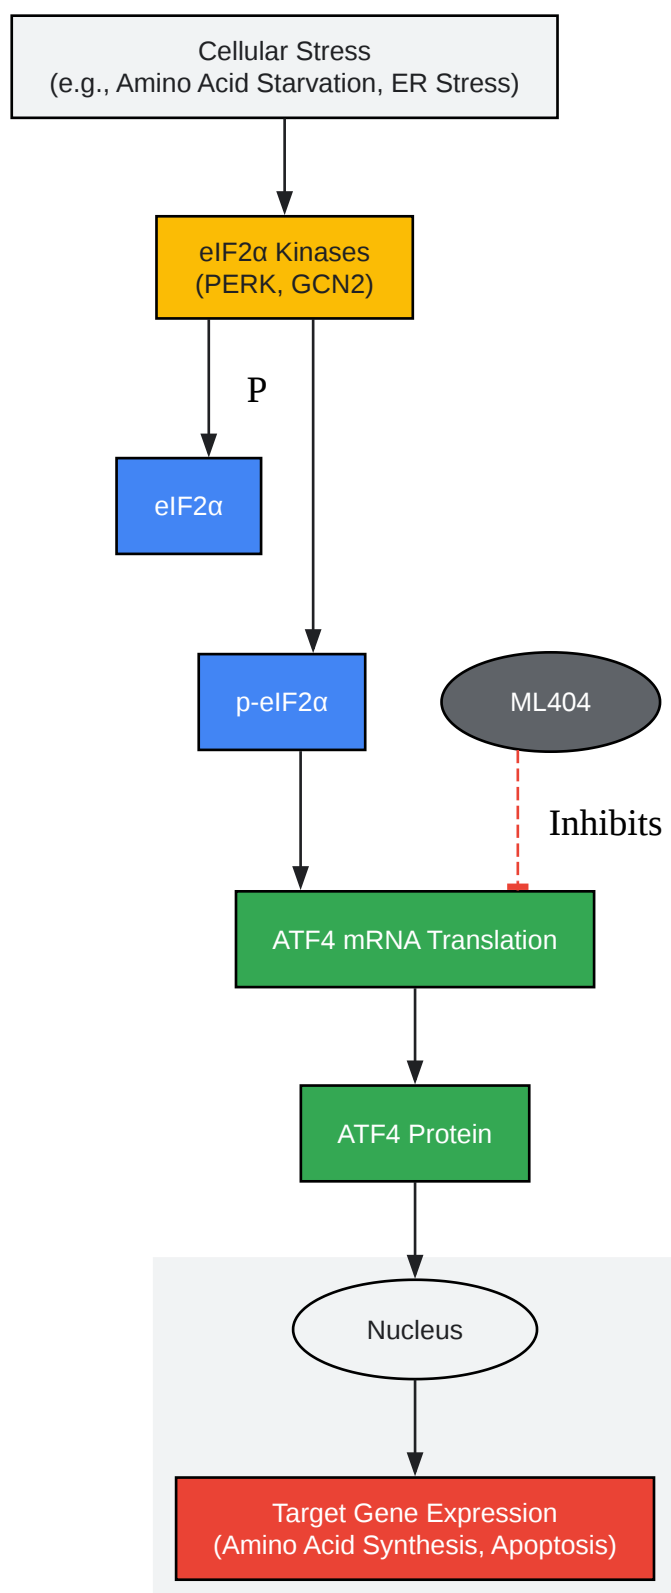 Cellular Stress
(e.g., Amino Acid Starvation, ER Stress)
eIF2α Kinases
(PERK, GCN2)
P
eIF2α
p-eIF2α
ML404
Inhibits
ATF4 mRNA Translation
ATF4 Protein
Nucleus
Target Gene Expression
(Amino Acid Synthesis, Apoptosis)